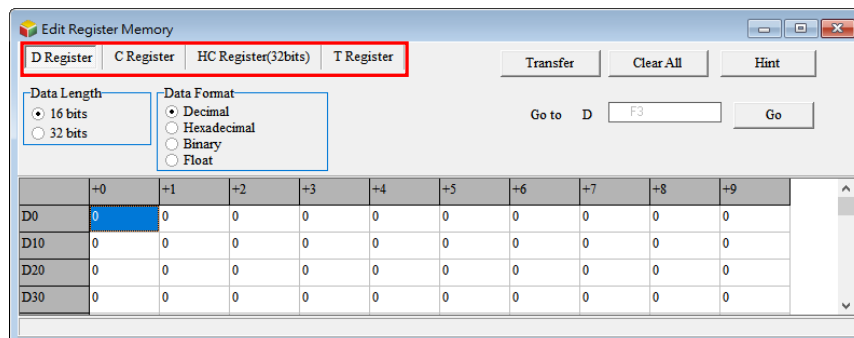 Edit Register Memory
D Register C Register HC Register(32bits) T Register
Transfer Clear All Hint
Data Length Data Format
16 bits Decimal
32 bits Hexadecimal
Binary
Float
Go to D F3 Go
+0 +1 +2 +3 +4 +5 +6 +7 +8 +9
D0 0 0 0 0 0 0 0 0 0 0
D10 0 0 0 0 0 0 0 0 0 0
D20 0 0 0 0 0 0 0 0 0 0
D30 0 0 0 0 0 0 0 0 0 0